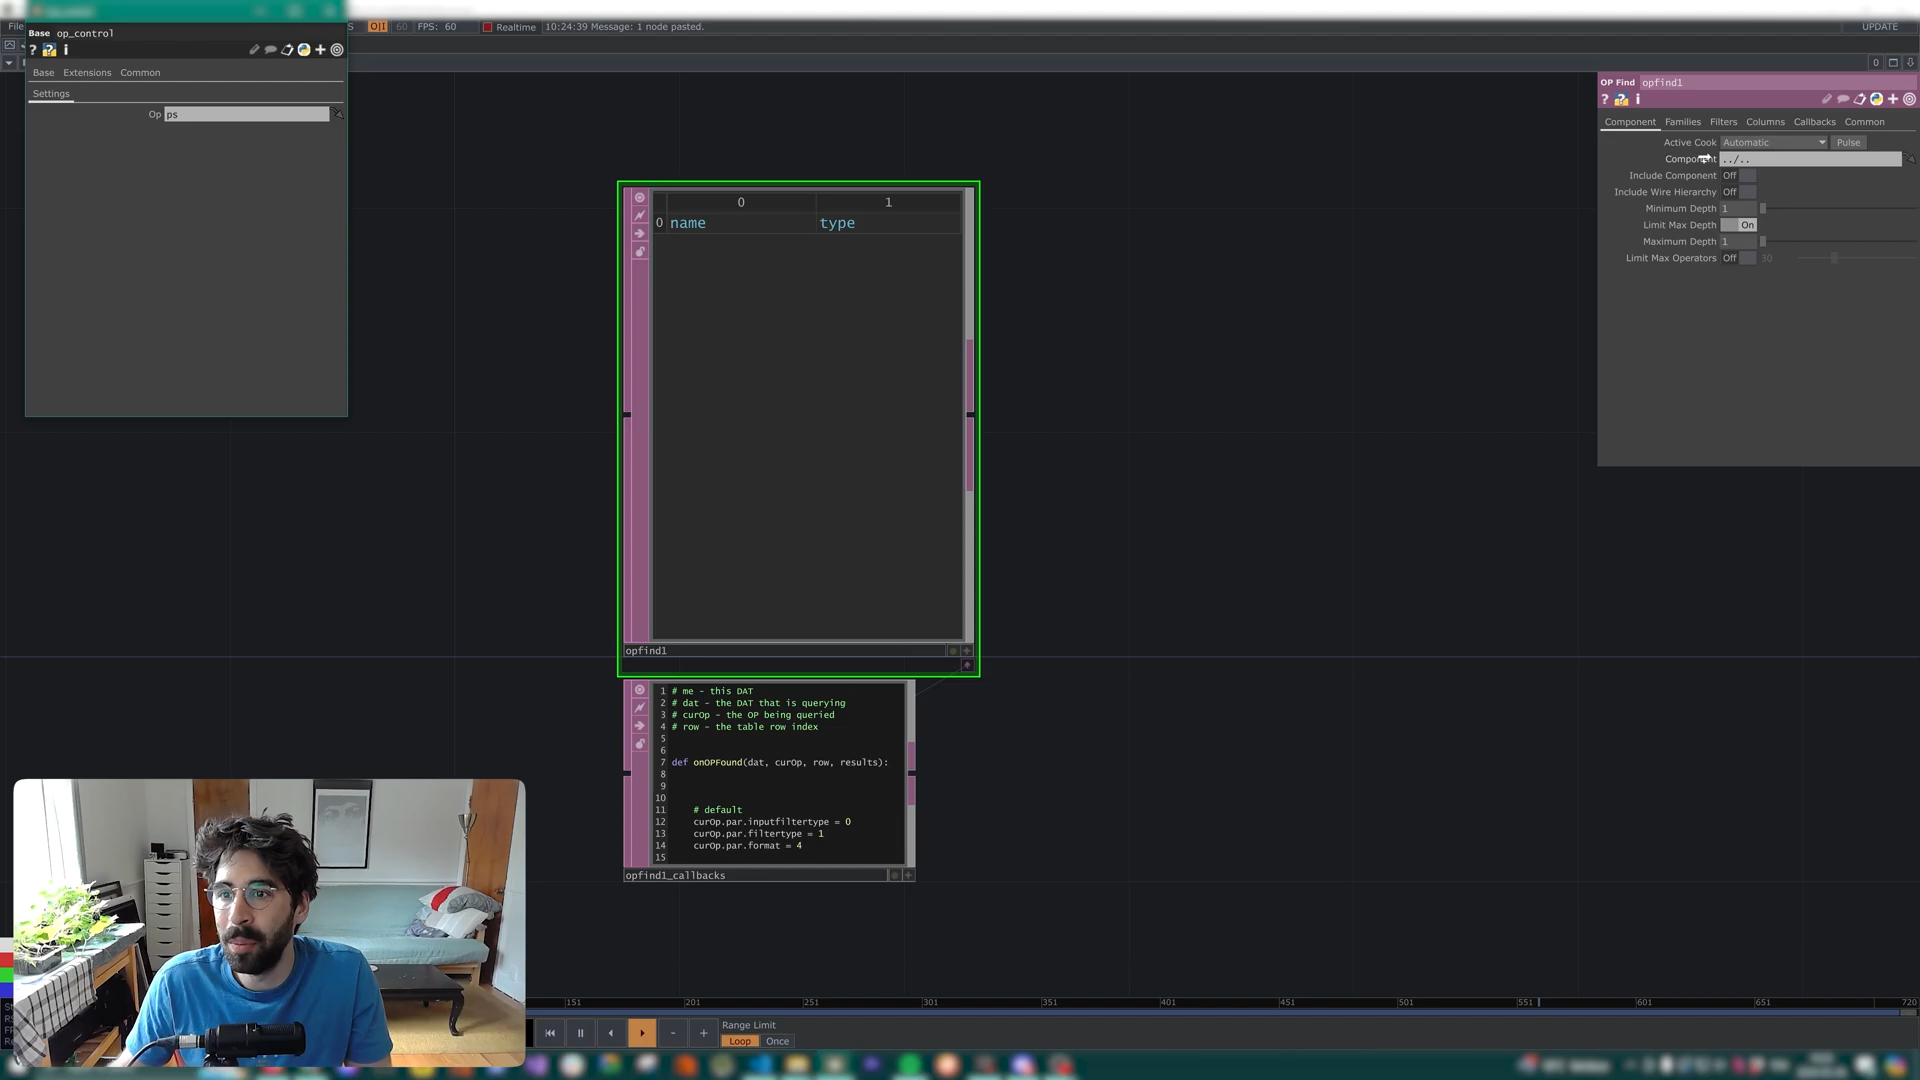 File
S
O|I
60
FPS: 60
Realtime
10:24:39 Message: 1 node pasted.
UPDATE
Base op_control
? ? i
Base Extensions Common
Settings
Op ps
0
OP Find opfind1
? ? i
Component Families Filters Columns Callbacks Common
Active Cook Automatic Pulse
Component ../..
Include Component Off
Include Wire Hierarchy Off
Minimum Depth 1
Limit Max Depth On
Maximum Depth 1
Limit Max Operators Off 30
0 1
0 name type
opfind1
1 # me - this DAT
2 # dat - the DAT that is querying
3 # curOp - the OP being queried
4 # row - the table row index
5
6
7 def onOPFound(dat, curOp, row, results):
8
9
10
11 # default
12 curOp.par.inputfiltertype = 0
13 curOp.par.filtertype = 1
14 curOp.par.format = 4
15
opfind1_callbacks
151 201 251 301 351 401 451 501 551 601 651 720
- +
Range Limit
Loop Once